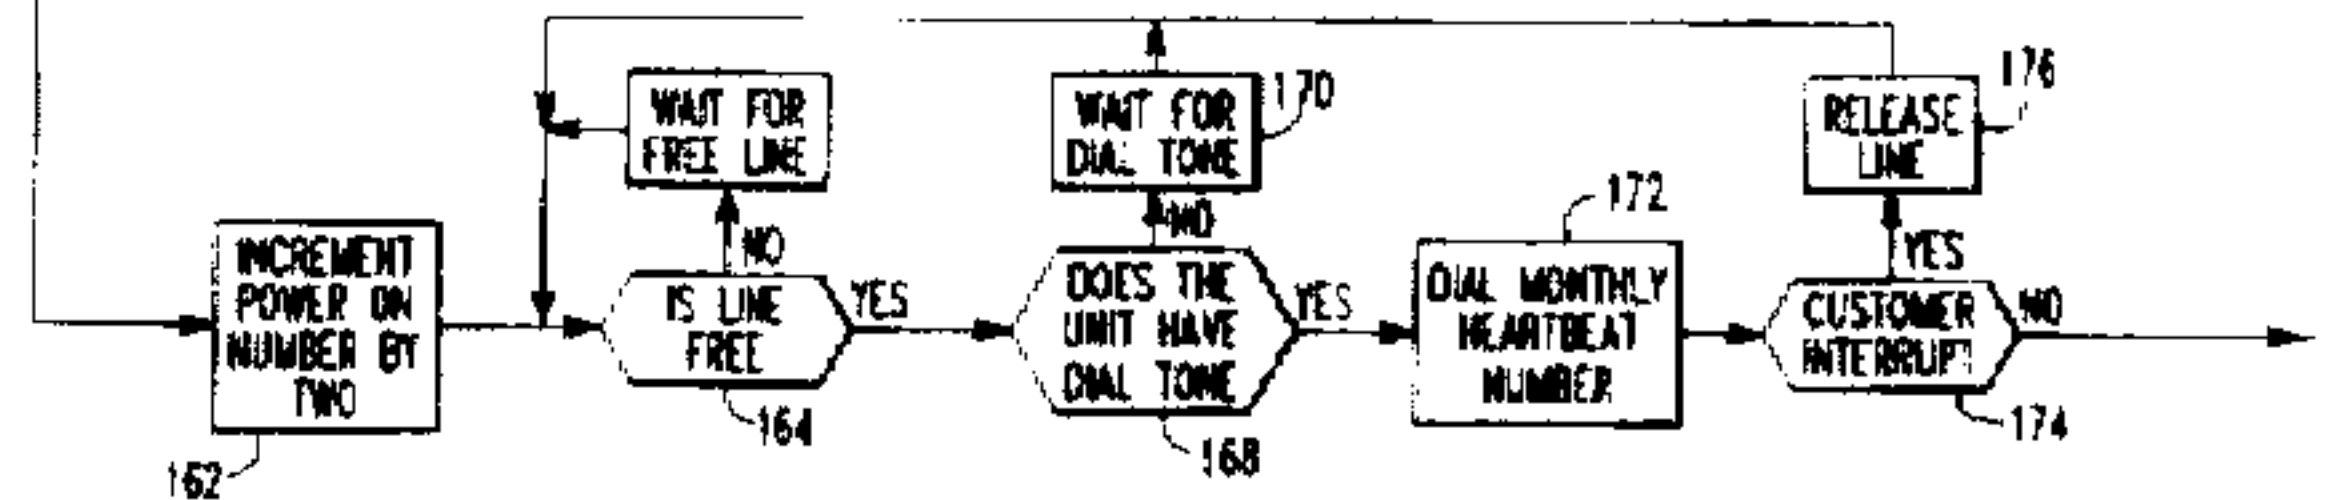 INCREMENT
POWER ON
NUMBER BY
TWO
162
WAIT FOR
FREE LINE
NO
IS LINE
FREE
YES
164
WAIT FOR
DIAL TONE
170
NO
DOES THE
UNIT HAVE
DIAL TONE
YES
168
172
DIAL MONTHLY
HEARTBEAT
NUMBER
RELEASE
LINE
176
YES
CUSTOMER
INTERRUPT
NO
174